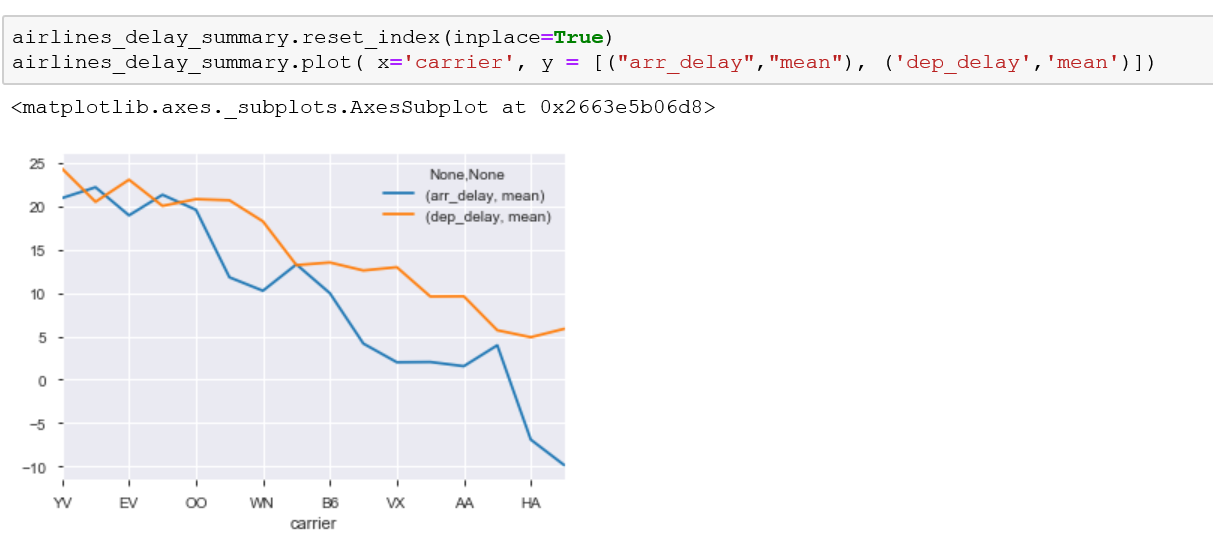 airlines_delay_summary.reset_index(inplace=True)
airlines_delay_summary.plot( x='carrier', y = [("arr_delay","mean"), ('dep_delay','mean')])
<matplotlib.axes._subplots.AxesSubplot at 0x2663e5b06d8>
None,None
(arr_delay, mean)
(dep_delay, mean)
25
20
15
10
5
0
−5
−10
YV EV OO WN B6 VX AA HA
carrier